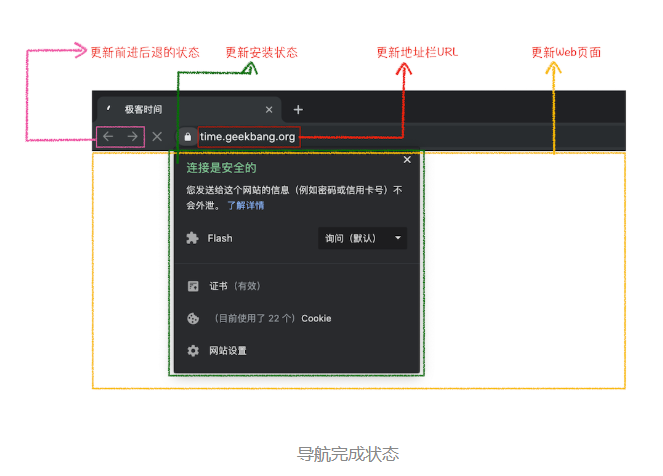 更新前进后退的状态 更新安装状态 更新地址栏URL 更新Web页面
极客时间
time.geekbang.org
连接是安全的
您发送给这个网站的信息（例如密码或信用卡号）不
会外泄。 了解详情
Flash 询问（默认）
证书（有效）
（目前使用了 22 个）Cookie
网站设置
导航完成状态